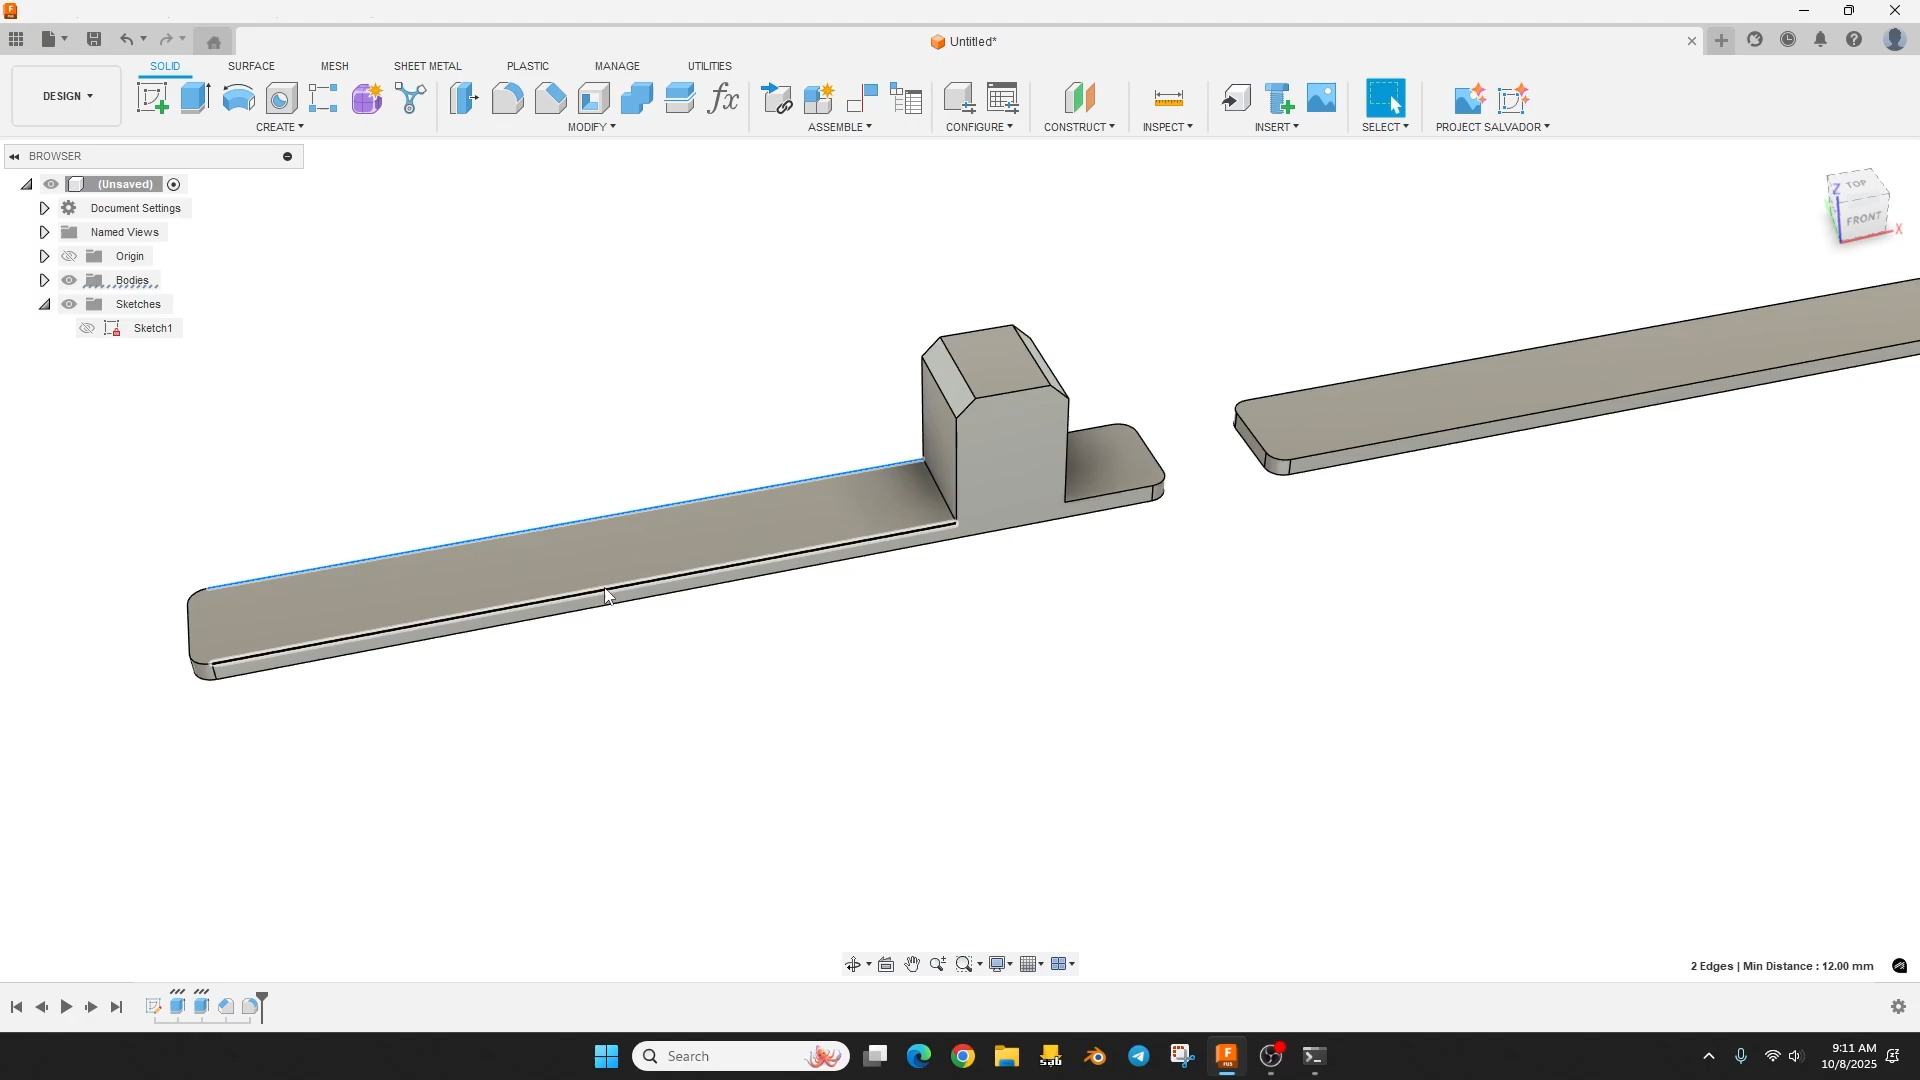 Untitled*
DESIGN
SOLID
SURFACE
MESH
SHEET METAL
PLASTIC
MANAGE
UTILITIES
CREATE
MODIFY
ASSEMBLE
CONFIGURE
CONSTRUCT
INSPECT
INSERT
SELECT
PROJECT SALVADOR
BROWSER
(Unsaved)
Document Settings
Named Views
Origin
Bodies
Sketches
Sketch1
TOP
FRONT
Z
X
2 Edges | Min Distance : 12.00 mm
Search
9:11 AM
10/8/2025